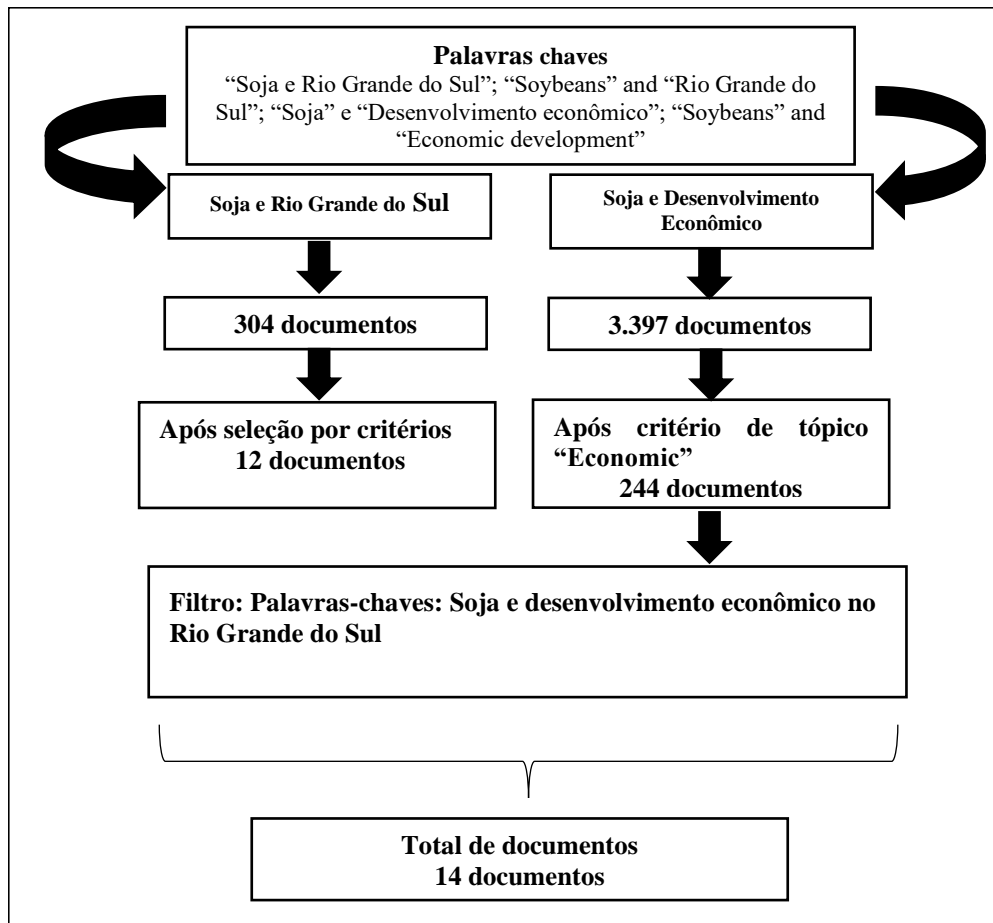 Palavras chaves
“Soja e Rio Grande do Sul”; “Soybeans” and “Rio Grande do
Sul”; “Soja” e “Desenvolvimento econômico”; “Soybeans” and
“Economic development”
Soja e Rio Grande do Sul
Soja e Desenvolvimento
Econômico
304 documentos
3.397 documentos
Após seleção por critérios
12 documentos
Após critério de tópico
“Economic”
244 documentos
Filtro: Palavras-chaves: Soja e desenvolvimento econômico no
Rio Grande do Sul
Total de documentos
14 documentos